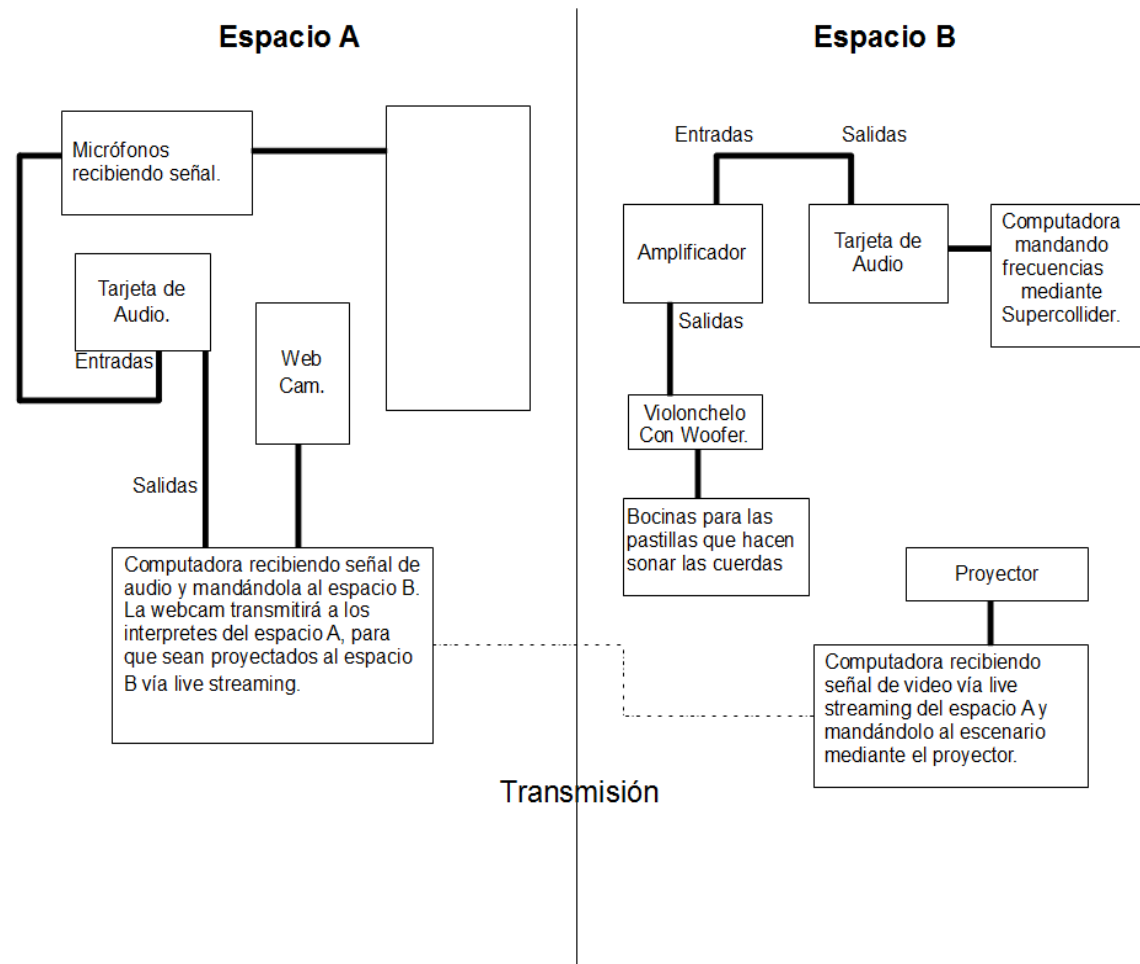 Espacio A
Micrófonos
recibiendo señal.
Tarjeta de
Audio.
Entradas
Web
Cam.
Salidas
Computadora recibiendo señal de
audio y mandándola al espacio B.
La webcam transmitirá a los
interpretes del espacio A, para
que sean proyectados al espacio
B vía live streaming.
Espacio B
Entradas
Salidas
Amplificador
Tarjeta de
Audio
Computadora
mandando
frecuencias
mediante
Supercollider.
Salidas
Violonchelo
Con Woofer.
Bocinas para las
pastillas que hacen
sonar las cuerdas
Proyector
Computadora recibiendo
señal de video vía live
streaming del espacio A y
mandándolo al escenario
mediante el proyector.
Transmisión